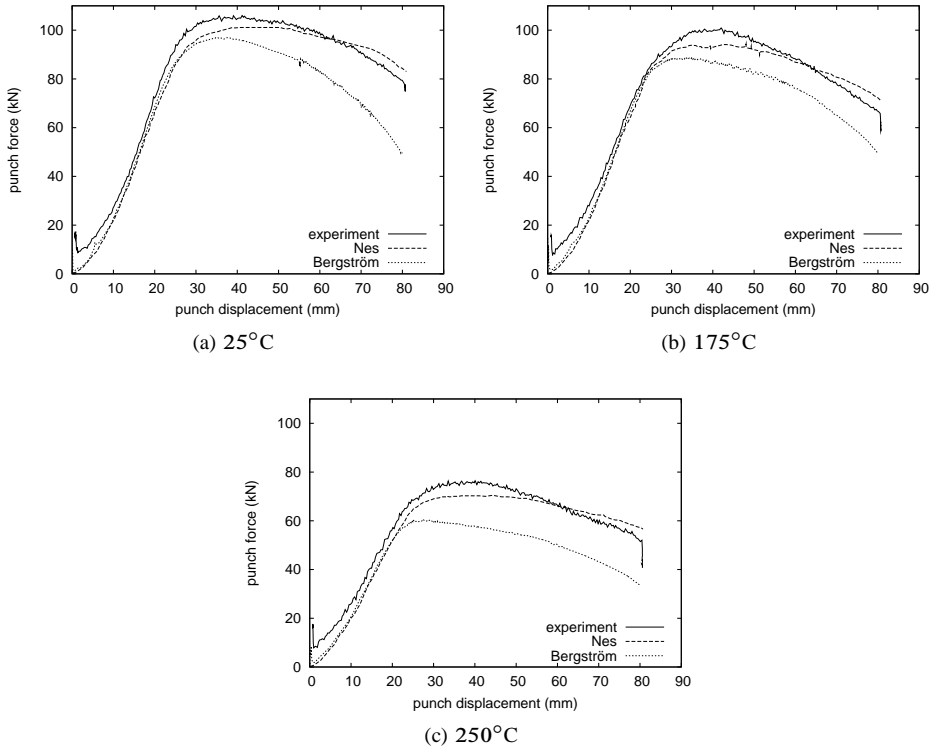 100
80
60
40
20
0
punch force (kN)
experiment
Nes
Bergström
0 10 20 30 40 50 60 70 80 90
punch displacement (mm)
(a) 25°C
100
80
60
40
20
0
punch force (kN)
experiment
Nes
Bergström
0 10 20 30 40 50 60 70 80 90
punch displacement (mm)
(b) 175°C
100
80
60
40
20
0
punch force (kN)
experiment
Nes
Bergström
0 10 20 30 40 50 60 70 80 90
punch displacement (mm)
(c) 250°C